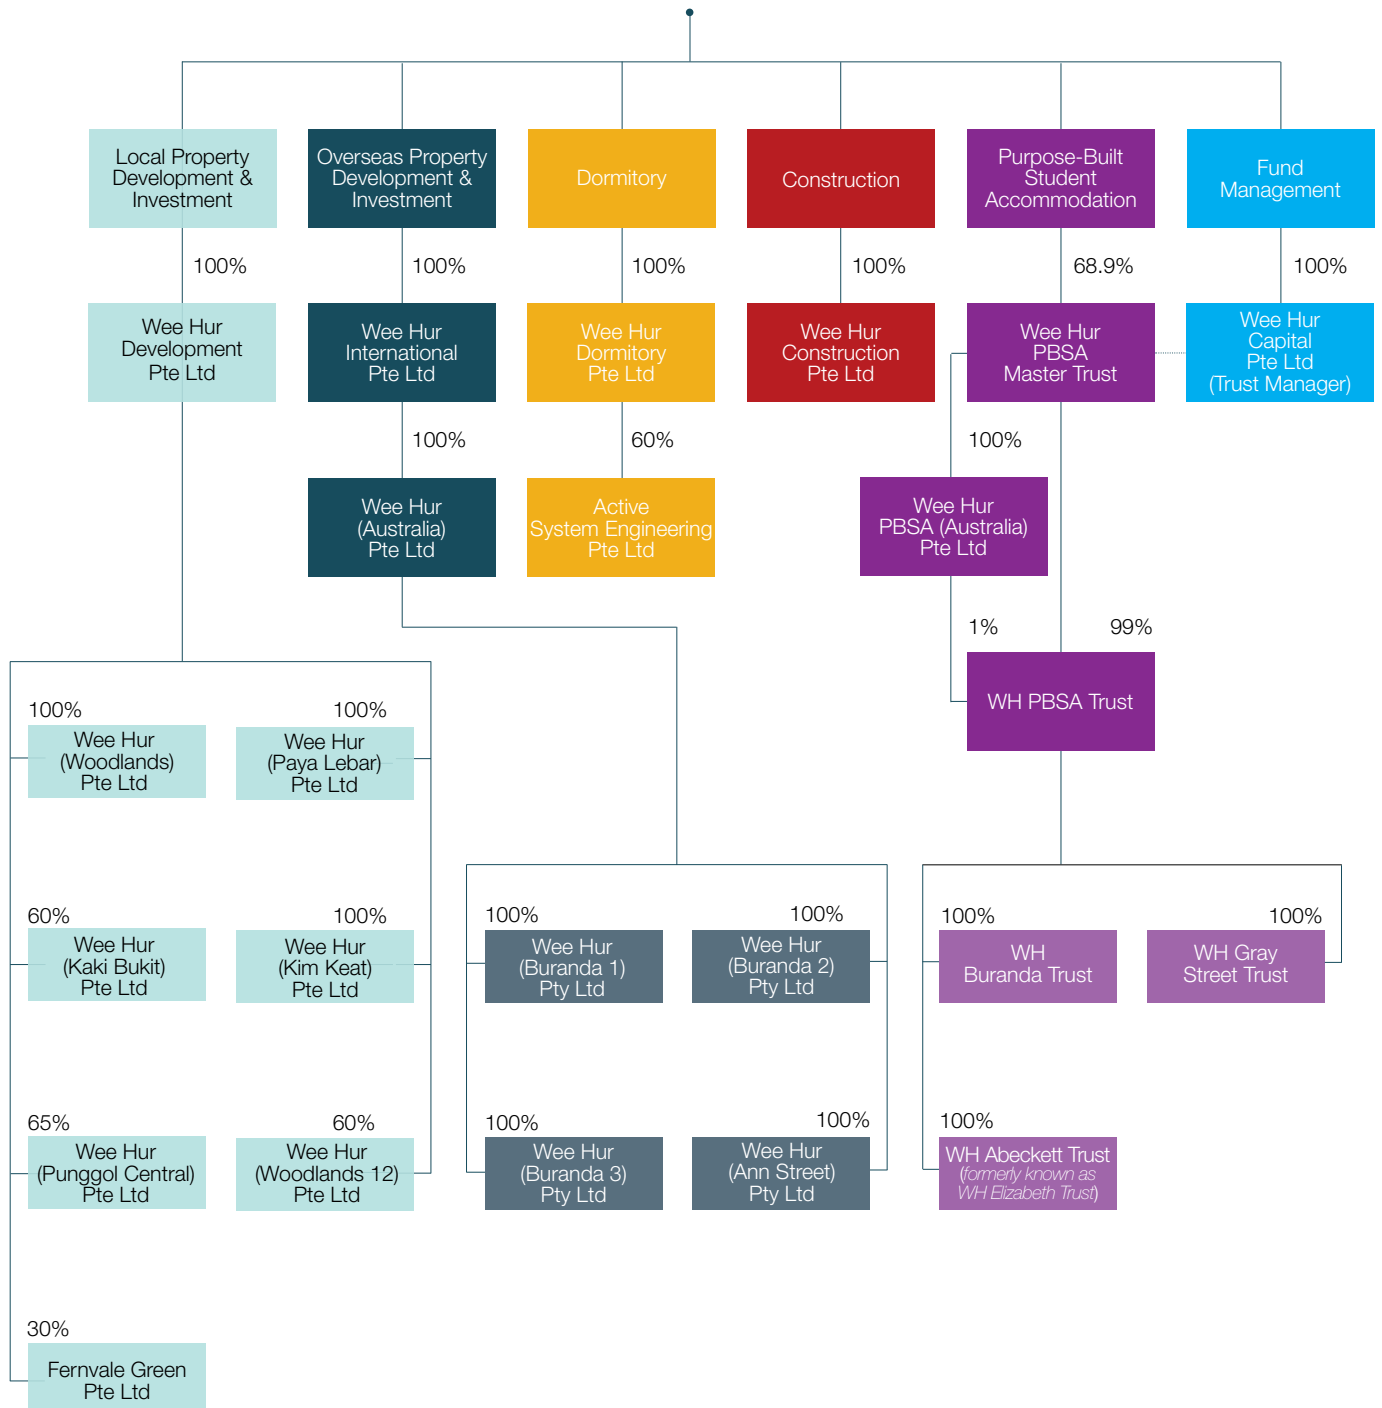 Local Property
Development &
Investment
Overseas Property
Development &
Investment
Dormitory
Construction
Purpose-Built
Student
Accommodation
Fund
Management
100%
100%
100%
100%
68.9%
100%
Wee Hur
Development
Pte Ltd
Wee Hur
International
Pte Ltd
Wee Hur
Dormitory
Pte Ltd
Wee Hur
Construction
Pte Ltd
Wee Hur
PBSA
Master Trust
Wee Hur
Capital
Pte Ltd
(Trust Manager)
100%
60%
100%
Wee Hur
(Australia)
Pte Ltd
Active
System Engineering
Pte Ltd
Wee Hur
PBSA (Australia)
Pte Ltd
1%
99%
WH PBSA Trust
100%
Wee Hur
(Woodlands)
Pte Ltd
100%
Wee Hur
(Paya Lebar)
Pte Ltd
60%
Wee Hur
(Kaki Bukit)
Pte Ltd
100%
Wee Hur
(Kim Keat)
Pte Ltd
100%
Wee Hur
(Buranda 1)
Pty Ltd
100%
Wee Hur
(Buranda 2)
Pty Ltd
100%
WH
Buranda Trust
100%
WH Gray
Street Trust
65%
Wee Hur
(Punggol Central)
Pte Ltd
60%
Wee Hur
(Woodlands 12)
Pte Ltd
100%
Wee Hur
(Buranda 3)
Pty Ltd
100%
Wee Hur
(Ann Street)
Pty Ltd
100%
WH Abeckett Trust
(formerly known as
WH Elizabeth Trust)
30%
Fernvale Green
Pte Ltd